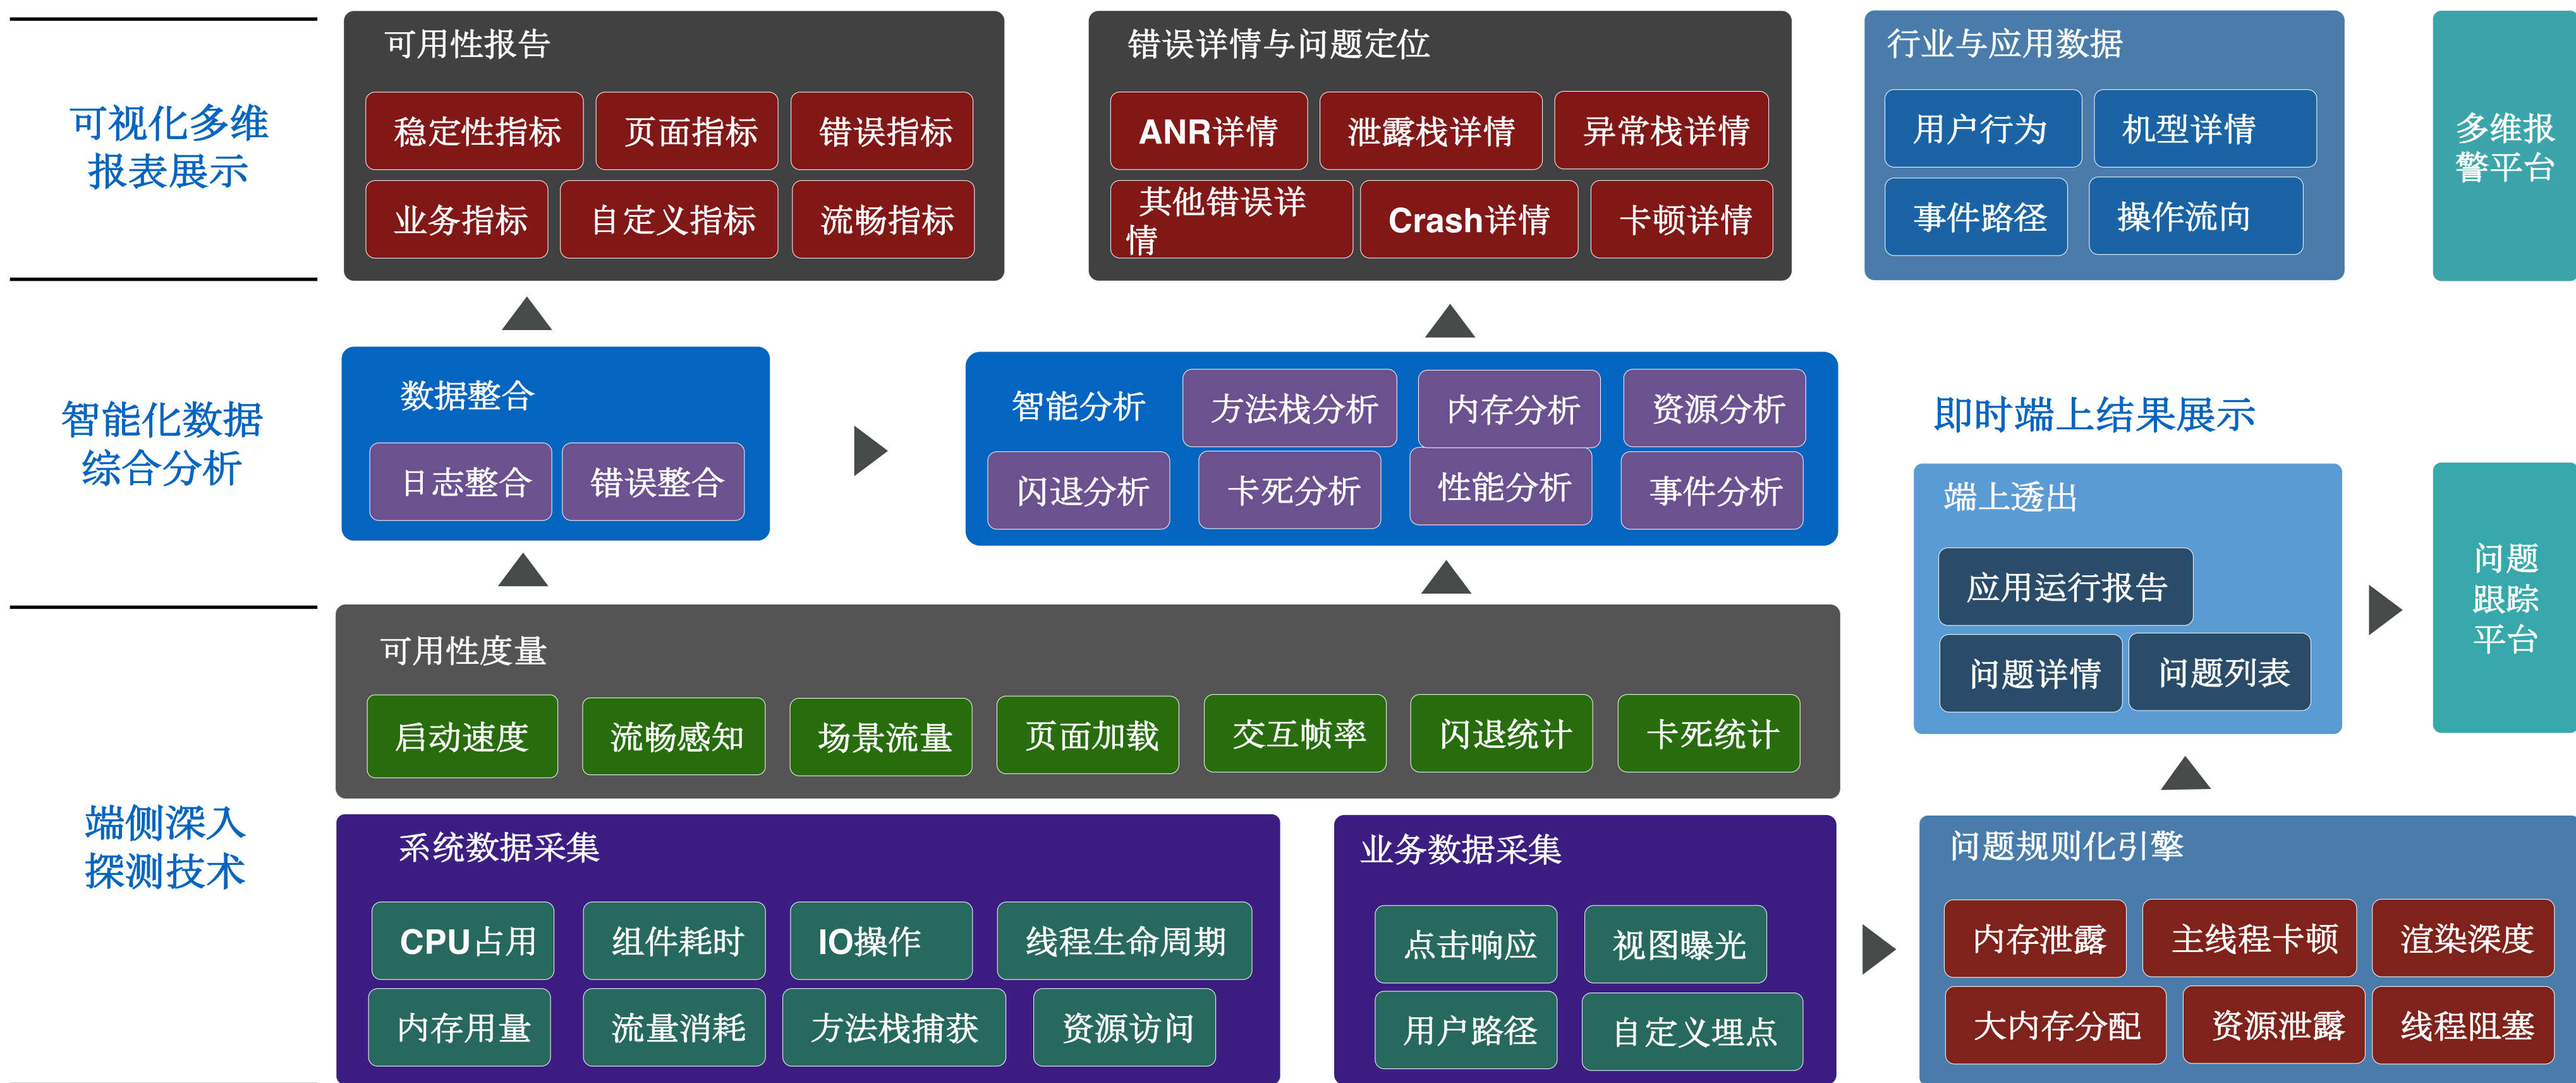 可视化多维
报表展示
可用性报告
稳定性指标
页面指标
错误指标
业务指标
自定义指标
流畅指标
错误详情与问题定位
ANR详情
泄露栈详情
异常栈详情
其他错误详
情
Crash详情
卡顿详情
行业与应用数据
用户行为
机型详情
事件路径
操作流向
多维报
警平台
智能化数据
综合分析
数据整合
日志整合
错误整合
智能分析
方法栈分析
内存分析
资源分析
闪退分析
卡死分析
性能分析
事件分析
即时端上结果展示
端上透出
应用运行报告
问题详情
问题列表
问题
跟踪
平台
端侧深入
探测技术
可用性度量
启动速度
流畅感知
场景流量
页面加载
交互帧率
闪退统计
卡死统计
系统数据采集
CPU占用
组件耗时
IO操作
线程生命周期
内存用量
流量消耗
方法栈捕获
资源访问
业务数据采集
点击响应
视图曝光
用户路径
自定义埋点
问题规则化引擎
内存泄露
主线程卡顿
渲染深度
大内存分配
资源泄露
线程阻塞